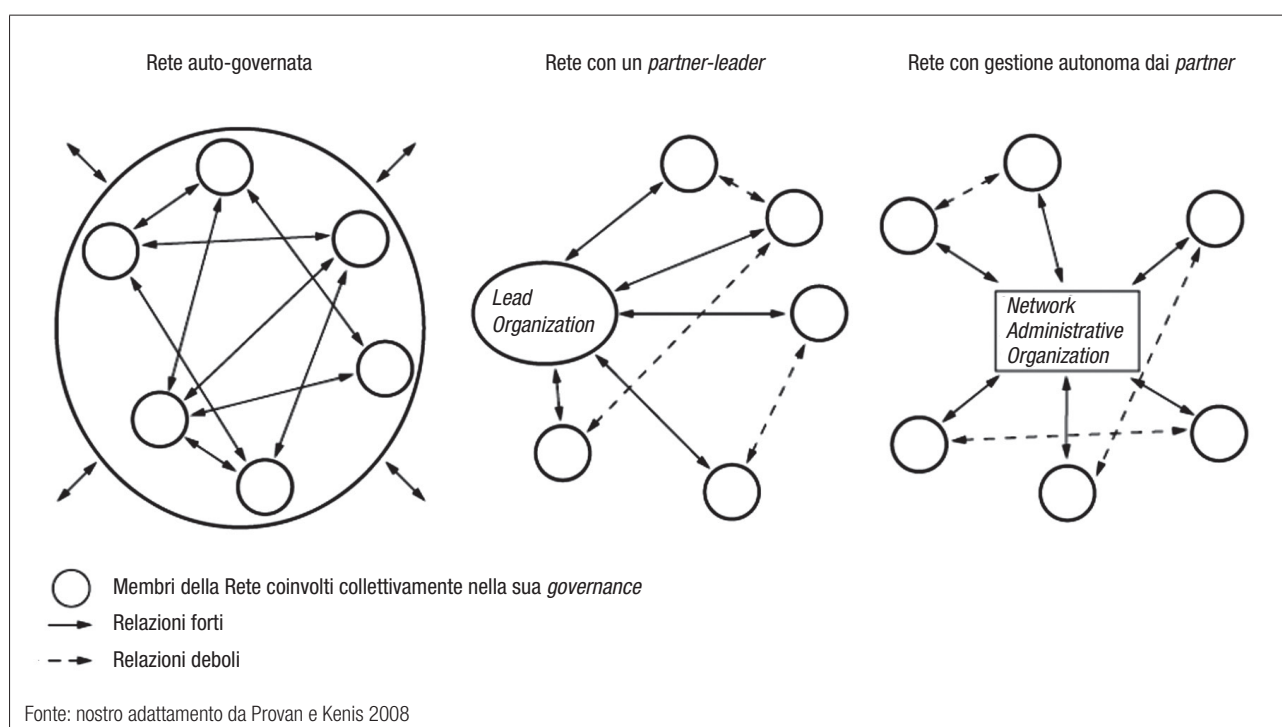 Rete auto-governata
Rete con un partner-leader
Rete con gestione autonoma dai partner
Lead
Organization
Network
Administrative
Organization
Membri della Rete coinvolti collettivamente nella sua governance
Relazioni forti
Relazioni deboli
Fonte: nostro adattamento da Provan e Kenis 2008